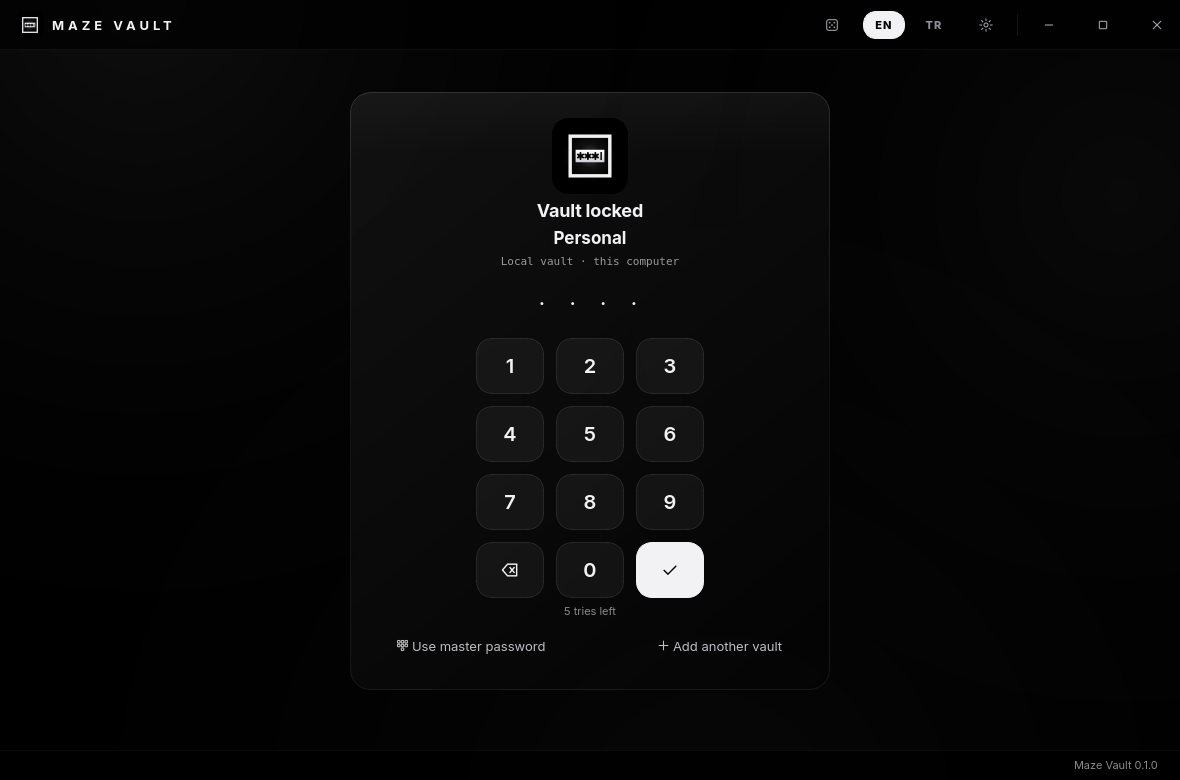 MAZE VAULT
EN TR
Vault locked
Personal
Local vault · this computer
1 2 3
4 5 6
7 8 9
0
5 tries left
Use master password
Add another vault
Maze Vault 0.1.0